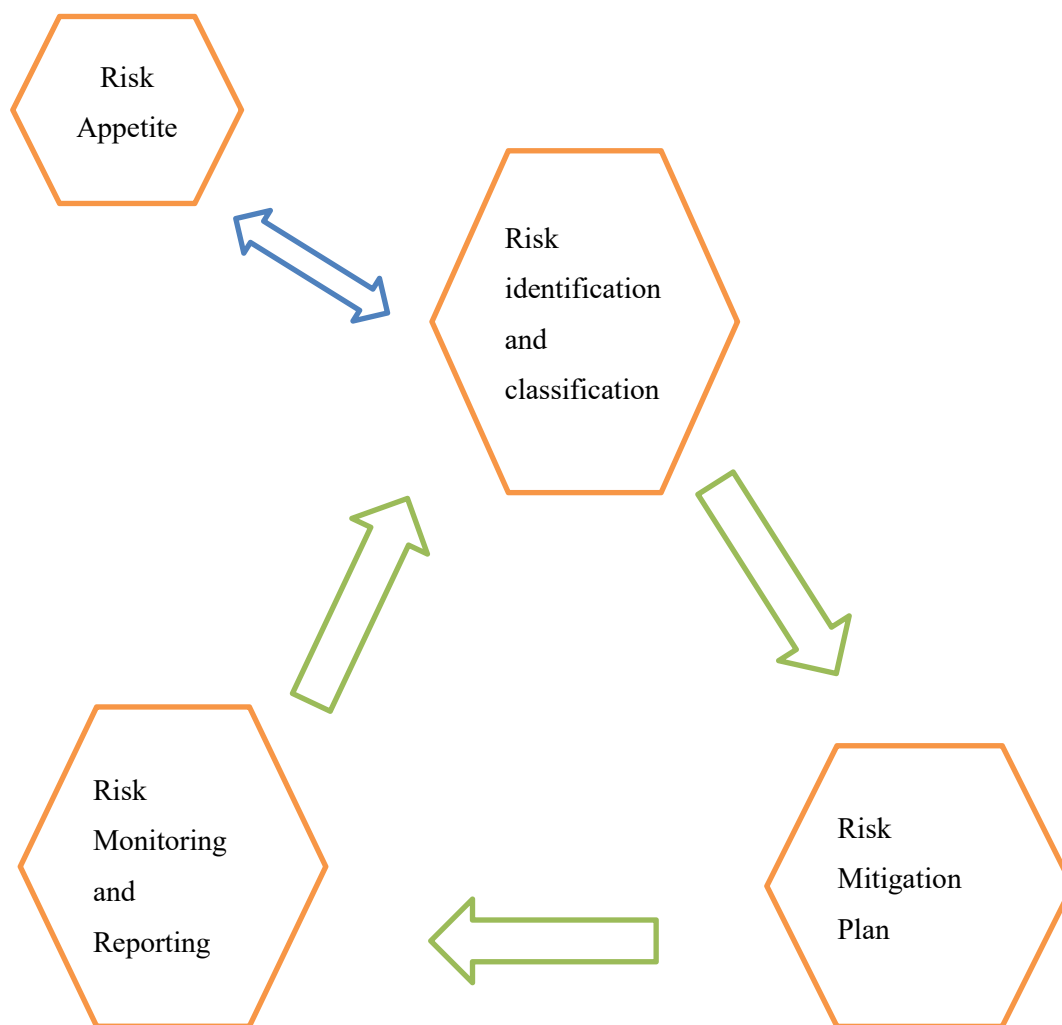 Risk
Appetite
Risk
identification
and
classification
Risk
Monitoring
and
Reporting
Risk
Mitigation
Plan